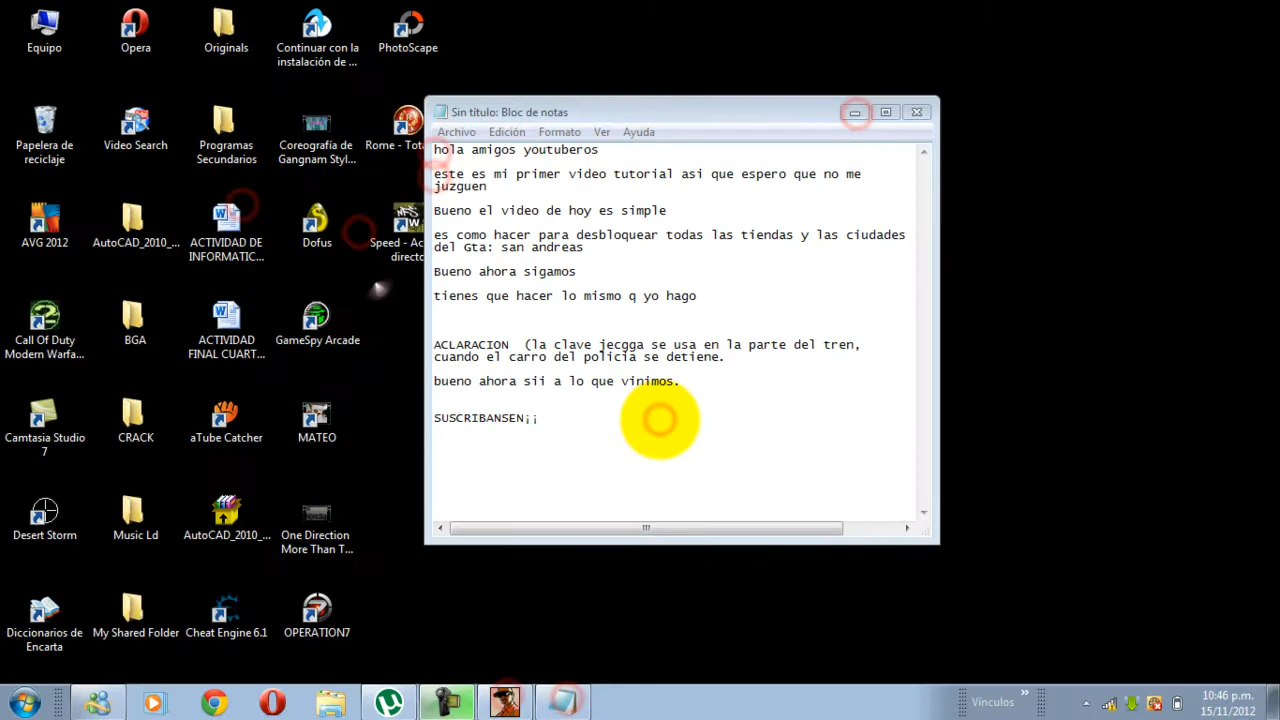 Equipo
Opera
Originals
Continuar con la
instalación de ...
PhotoScape
Papelera de
reciclaje
Video Search
Programas
Secundarios
Coreografía de
Gangnam Styl...
Rome - Tot
AVG 2012
AutoCAD_2010_...
ACTIVIDAD DE
INFORMATIC...
Dofus
Speed - Ac
directo
Call Of Duty
Modern Warfa...
BGA
ACTIVIDAD
FINAL CUART...
GameSpy Arcade
Camtasia Studio
7
CRACK
aTube Catcher
MATEO
Desert Storm
Music Ld
AutoCAD_2010_...
One Direction
More Than T...
Diccionarios de
Encarta
My Shared Folder
Cheat Engine 6.1
OPERATION7
Sin título: Bloc de notas
Archivo Edición Formato Ver Ayuda
hola amigos youtuberos
este es mi primer video tutorial asi que espero que no me
juzguen
Bueno el video de hoy es simple
es como hacer para desbloquear todas las tiendas y las ciudades
del Gta: san andreas
Bueno ahora sigamos
tienes que hacer lo mismo q yo hago
ACLARACION (la clave jecgga se usa en la parte del tren,
cuando el carro del policia se detiene.
bueno ahora sii a lo que vinimos.
SUSCRIBANSEN¡¡
Vínculos »
10:46 p.m.
15/11/2012